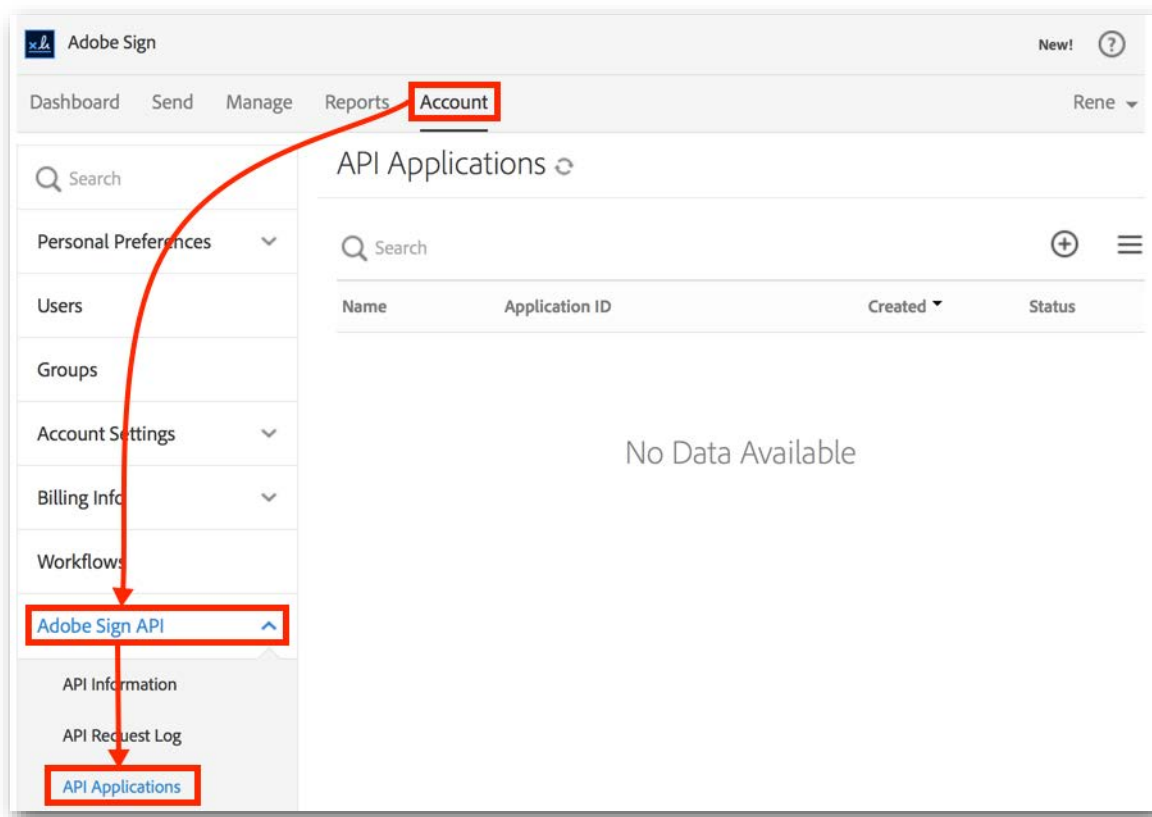 Adobe Sign New! ?
Dashboard Send Manage Reports Account Rene
Search
API Applications
Personal Preferences
Search
Users
Name Application ID Created Status
Groups
Account Settings
No Data Available
Billing Info
Workflows
Adobe Sign API
API Information
API Request Log
API Applications